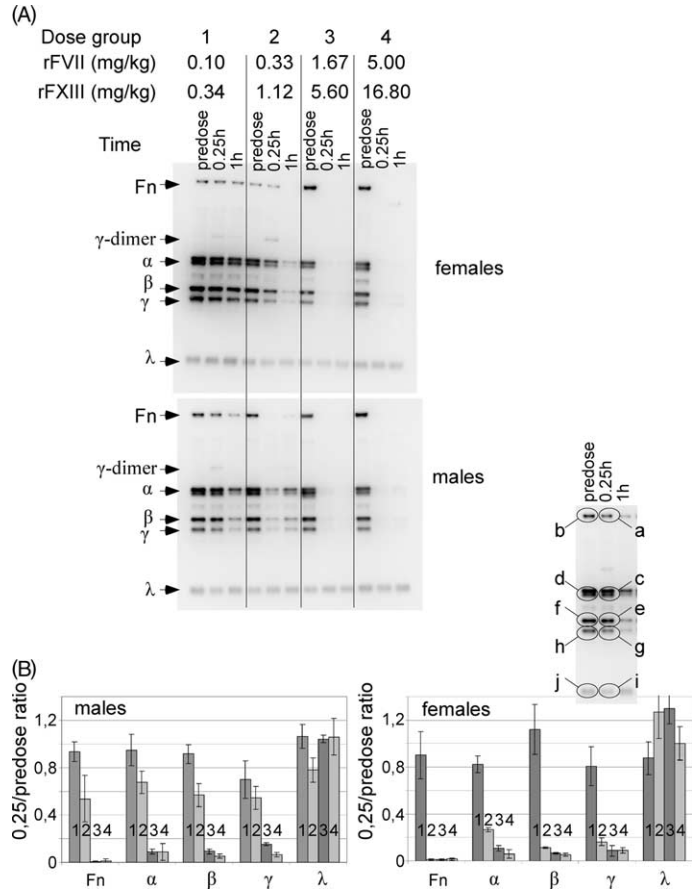 (A)
Dose group 1 2 3 4
rFVII (mg/kg) 0.10 0.33 1.67 5.00
rFXIII (mg/kg) 0.34 1.12 5.60 16.80
Time predose 0.25h 1h predose 0.25h 1h predose 0.25h 1h predose 0.25h 1h
Fn
γ-dimer
α
females
β
γ
λ
Fn
γ-dimer
males
α
β
γ
λ
predose 0.25h 1h
b a
d c
f e
h g
j i
(B)
0,25/predose ratio
1,2
0,8
0,4
0
males
1234 1234 1234 1234 1234
Fn α β γ λ
0,25/predose ratio
1,2
0,8
0,4
0
females
1234 1234 1234 1234 1234
Fn α β γ λ